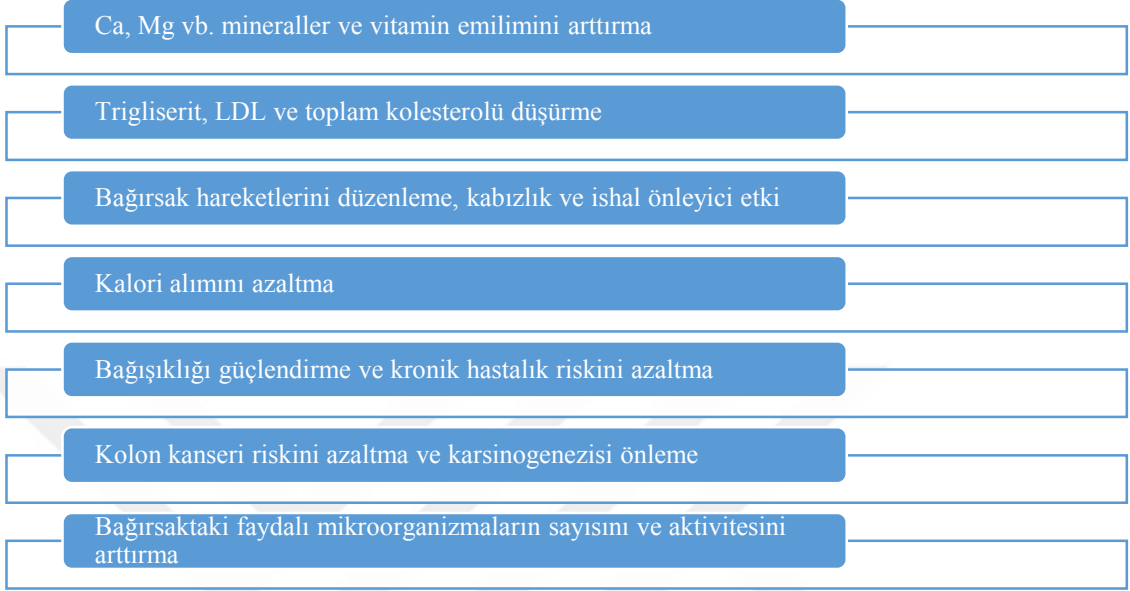 Ca, Mg vb. mineraller ve vitamin emilimini arttırma
Trigliserit, LDL ve toplam kolesterolü düşürme
Bağırsak hareketlerini düzenleme, kabızlık ve ishal önleyici etki
Kalori alımını azaltma
Bağışıklığı güçlendirme ve kronik hastalık riskini azaltma
Kolon kanseri riskini azaltma ve karsinogenezisi önleme
Bağırsaktaki faydalı mikroorganizmaların sayısını ve aktivitesini
arttırma